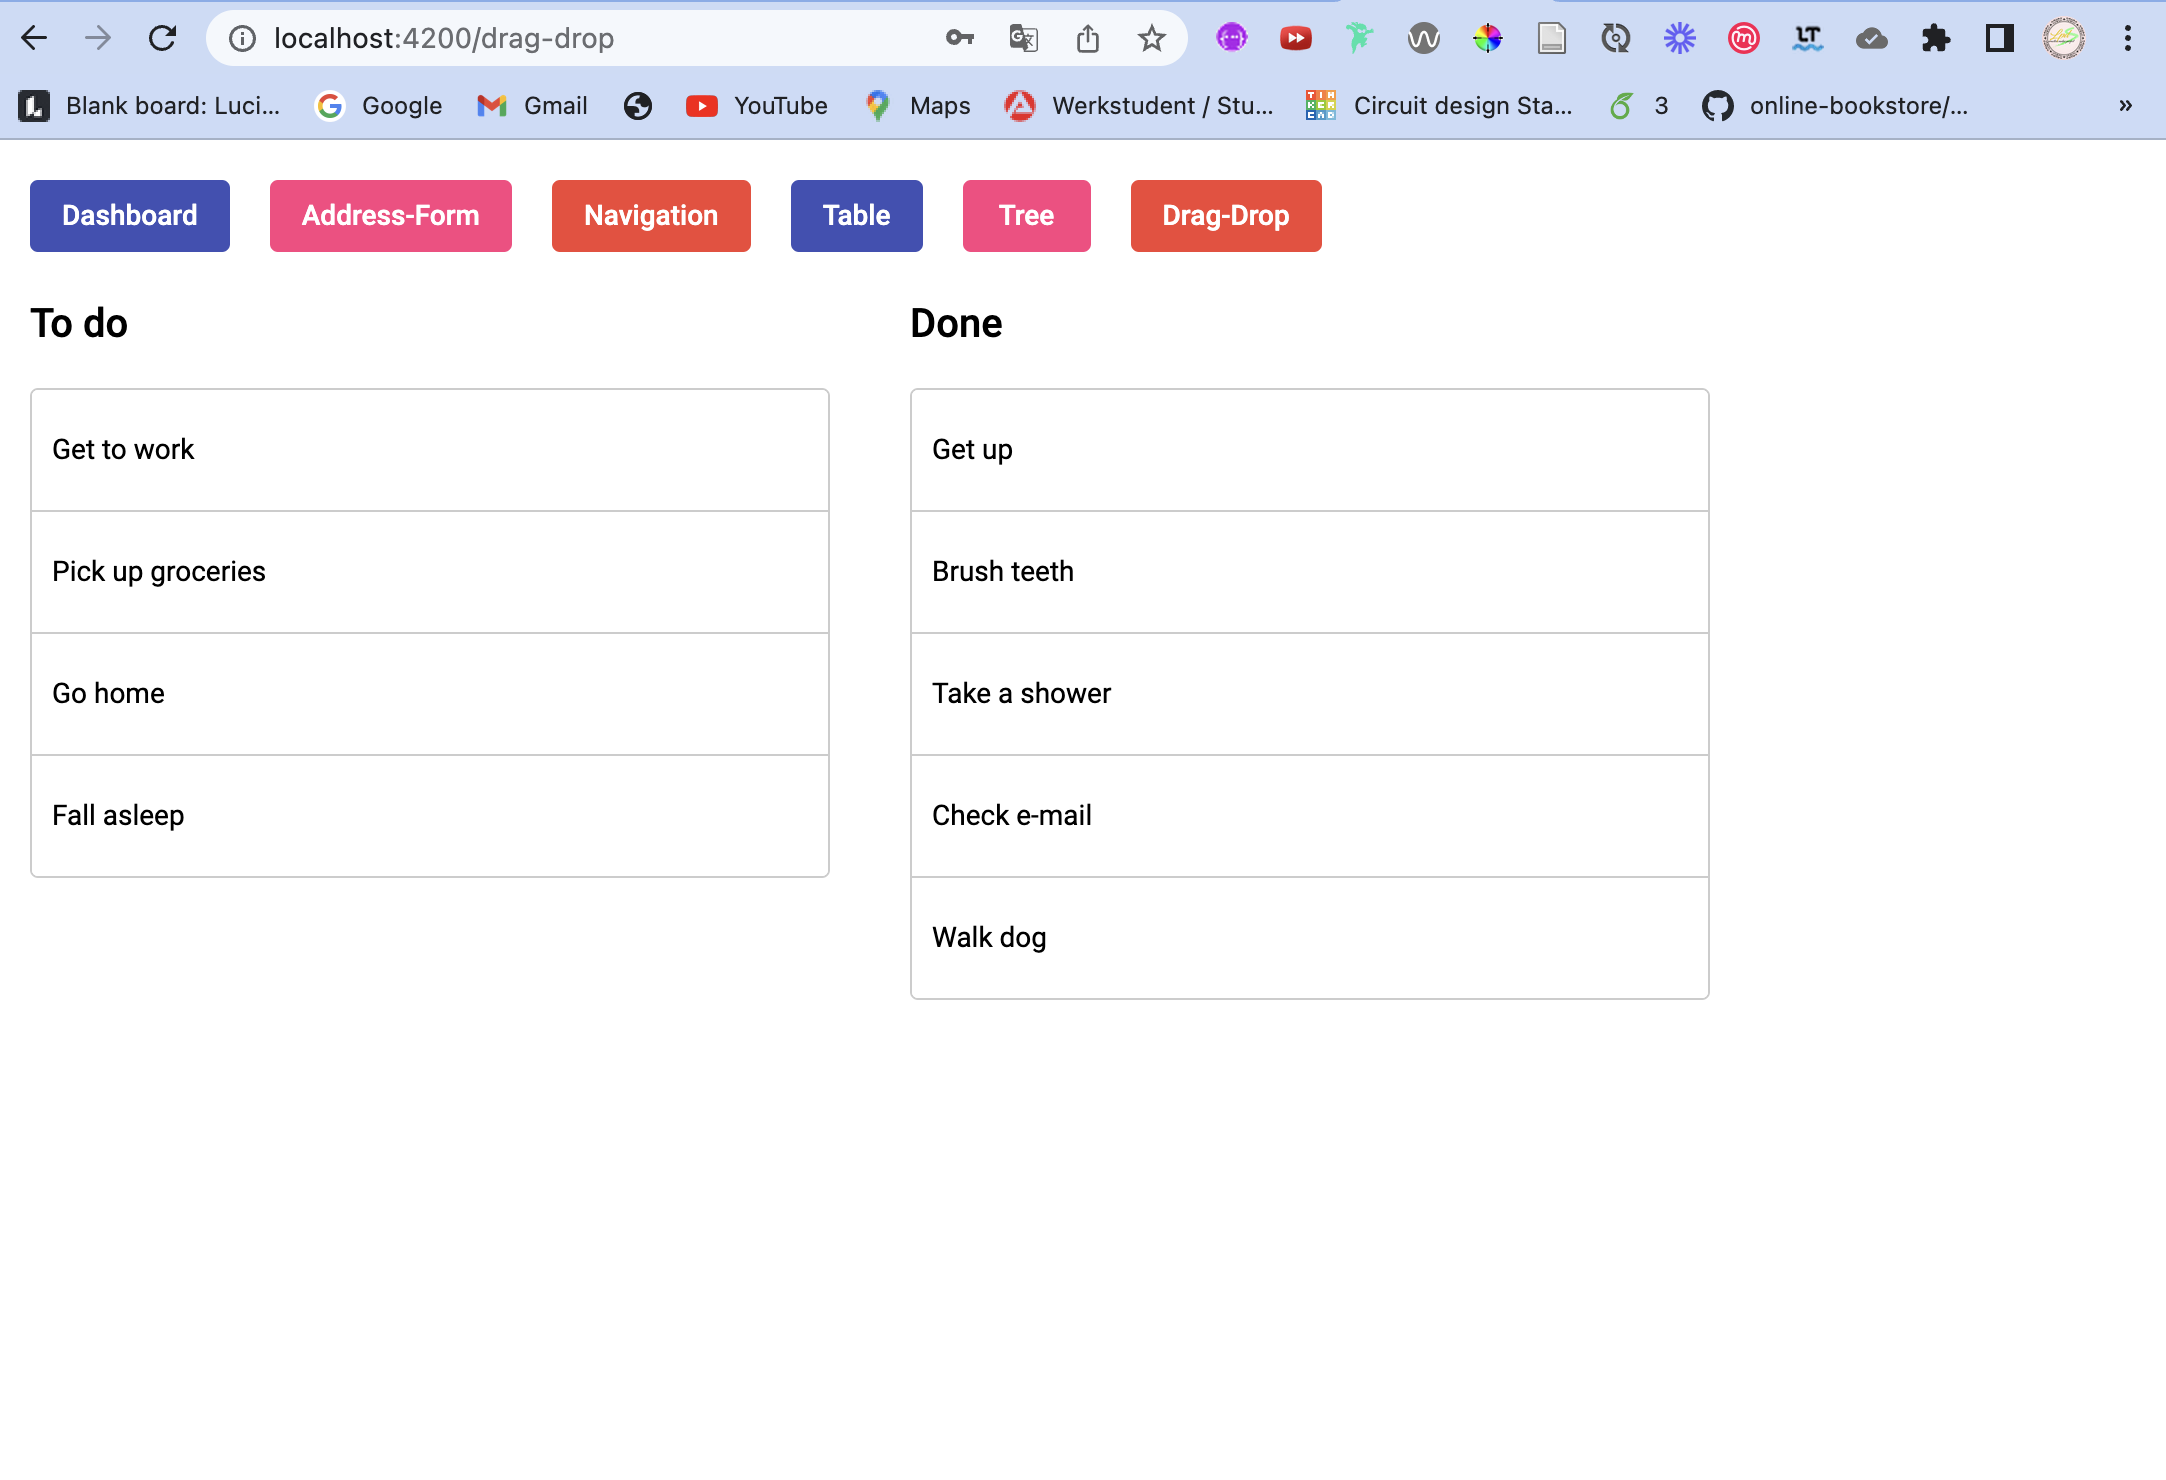 localhost:4200/drag-drop
Blank board: Luci... Google Gmail YouTube Maps Werkstudent / Stu... Circuit design Sta... 3 online-bookstore/... »
Dashboard Address-Form Navigation Table Tree Drag-Drop
To do
Get to work
Pick up groceries
Go home
Fall asleep
Done
Get up
Brush teeth
Take a shower
Check e-mail
Walk dog